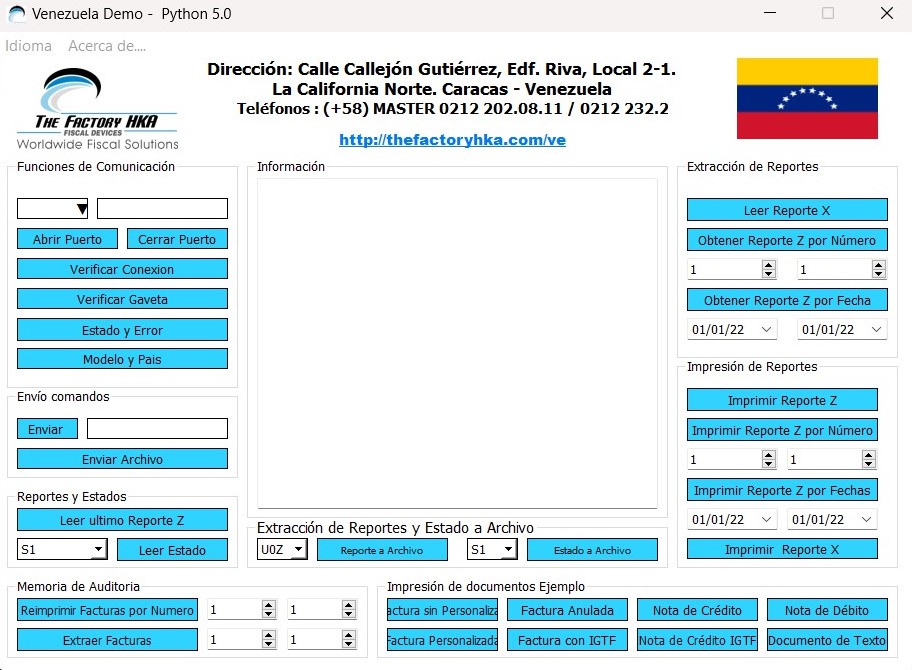 Venezuela Demo - Python 5.0
Idioma Acerca de....
Dirección: Calle Callejón Gutiérrez, Edf. Riva, Local 2-1.
La California Norte. Caracas - Venezuela
Teléfonos : (+58) MASTER 0212 202.08.11 / 0212 232.2
http://thefactoryhka.com/ve
THE FACTORY HKA
FISCAL DEVICES
Worldwide Fiscal Solutions
Funciones de Comunicación
Abrir Puerto Cerrar Puerto
Verificar Conexion
Verificar Gaveta
Estado y Error
Modelo y Pais
Envío comandos
Enviar
Enviar Archivo
Reportes y Estados
Leer ultimo Reporte Z
S1 Leer Estado
Información
Extracción de Reportes y Estado a Archivo
U0Z Reporte a Archivo S1 Estado a Archivo
Extracción de Reportes
Leer Reporte X
Obtener Reporte Z por Número
1 1
Obtener Reporte Z por Fecha
01/01/22 01/01/22
Impresión de Reportes
Imprimir Reporte Z
Imprimir Reporte Z por Número
1 1
Imprimir Reporte Z por Fechas
01/01/22 01/01/22
Imprimir Reporte X
Memoria de Auditoria
Reimprimir Facturas por Numero 1 1
Extraer Facturas 1 1
Impresión de documentos Ejemplo
actura sin Personaliza Factura Anulada Nota de Crédito Nota de Débito
Factura Personalizada Factura con IGTF Nota de Crédito IGTF Documento de Texto